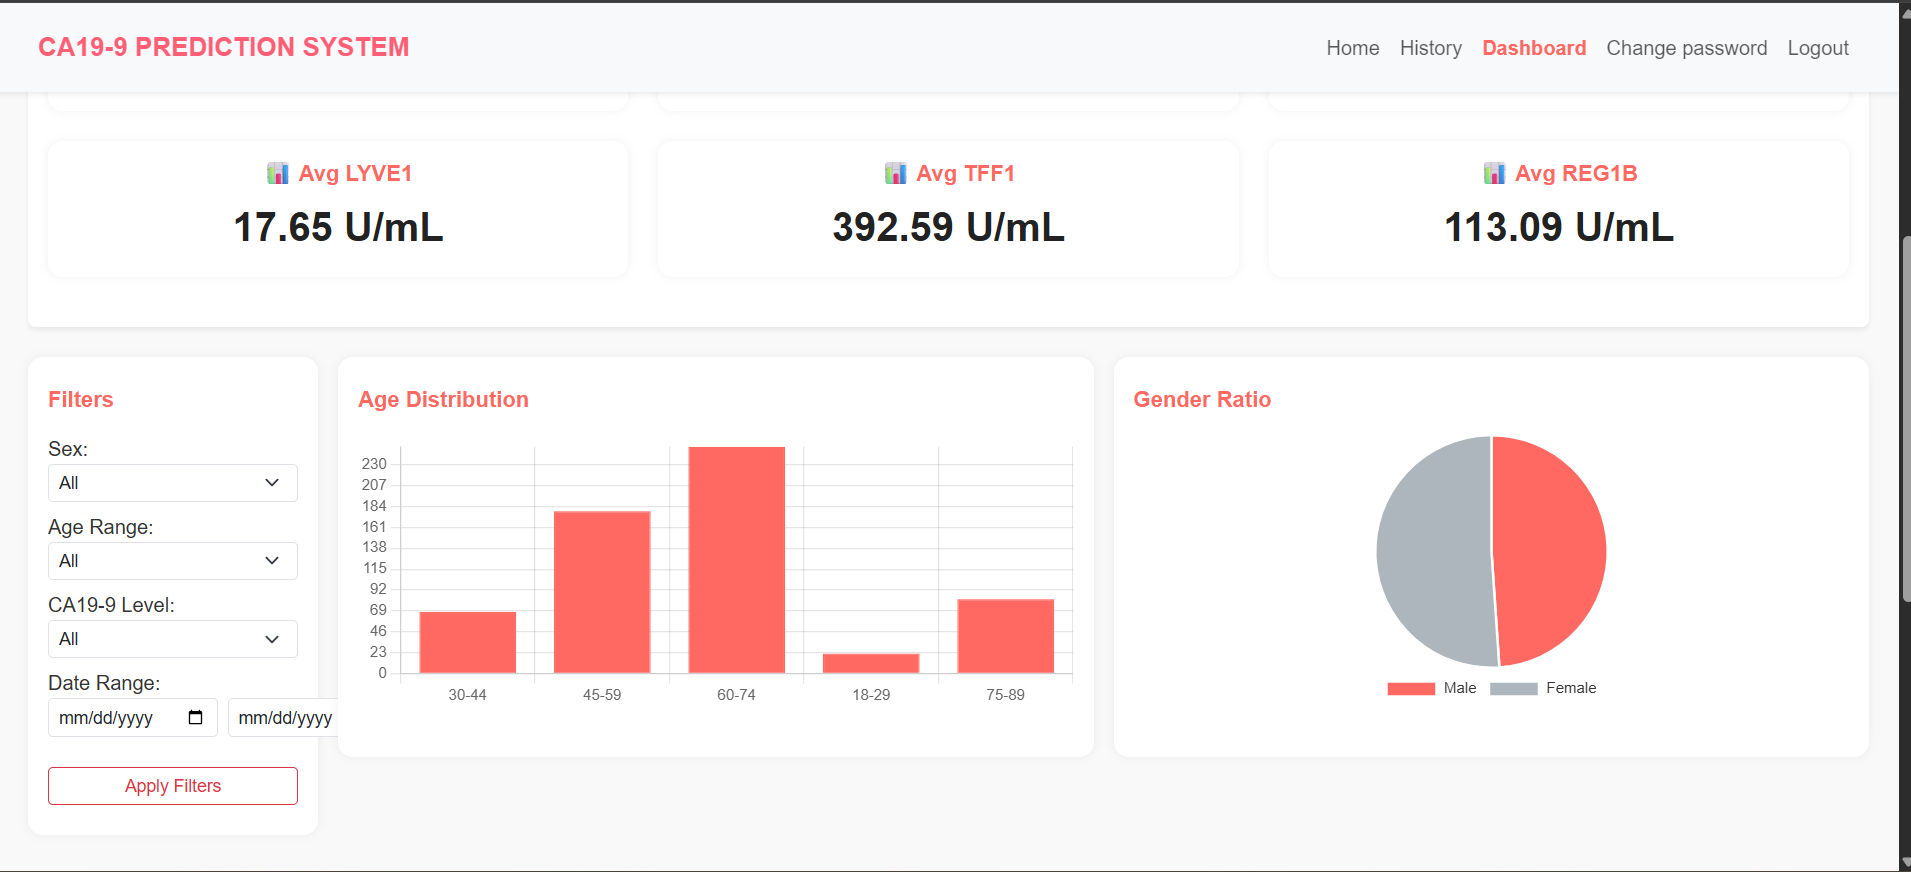 CA19-9 PREDICTION SYSTEM
Home History Dashboard Change password Logout
Avg LYVE1
17.65 U/mL
Avg TFF1
392.59 U/mL
Avg REG1B
113.09 U/mL
Filters
Sex:
All
Age Range:
All
CA19-9 Level:
All
Date Range:
mm/dd/yyyy mm/dd/yyyy
Apply Filters
Age Distribution
230
207
184
161
138
115
92
69
46
23
0
30-44 45-59 60-74 18-29 75-89
Gender Ratio
Male Female